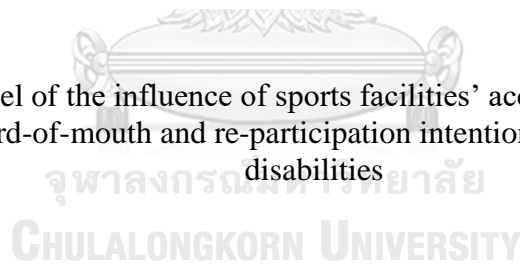 el of the influence of sports facilities’ acc
rd-of-mouth and re-participation intention
disabilities
จุฬาลงกรณ์มหาวิทยาลัย
CHULALONGKORN UNIVERSITY